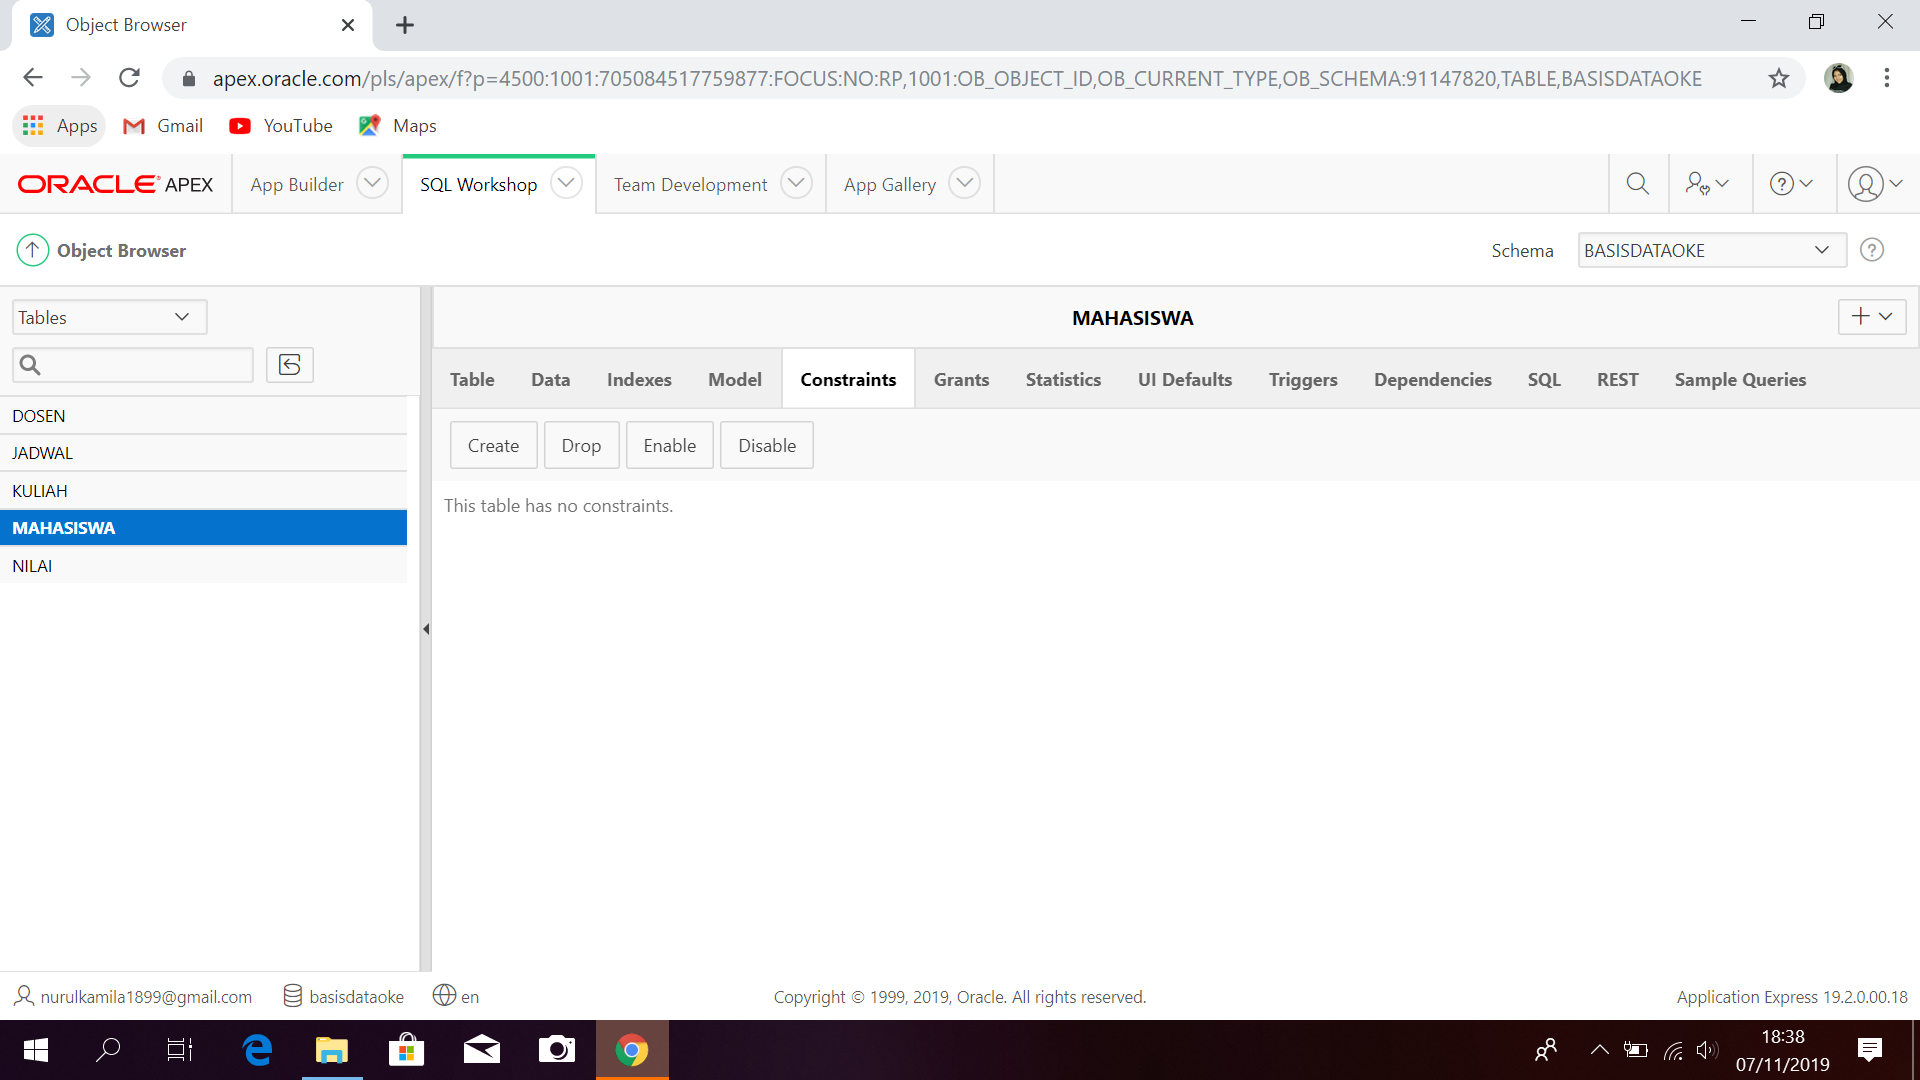 Object Browser
apex.oracle.com/pls/apex/f?p=4500:1001:705084517759877:FOCUS:NO:RP,1001:OB_OBJECT_ID,OB_CURRENT_TYPE,OB_SCHEMA:91147820,TABLE,BASISDATAOKE
Apps Gmail YouTube Maps
ORACLE APEX App Builder SQL Workshop Team Development App Gallery
Object Browser Schema BASISDATAOKE
Tables
MAHASISWA
Table Data Indexes Model Constraints Grants Statistics UI Defaults Triggers Dependencies SQL REST Sample Queries
DOSEN
JADWAL
KULIAH
MAHASISWA
NILAI
Create Drop Enable Disable
This table has no constraints.
nurulkamila1899@gmail.com basisdataoke en Copyright © 1999, 2019, Oracle. All rights reserved. Application Express 19.2.0.00.18
18:38
07/11/2019